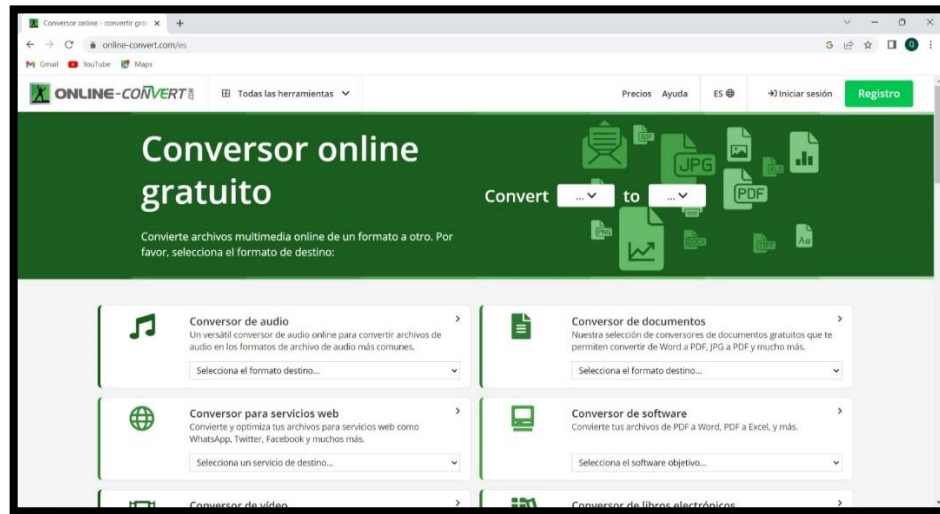 Conversor online - convertir grat
online-convert.com/es
Gmail YouTube Maps
ONLINE-CONVERT.COM
Todas las herramientas
Precios Ayuda ES Iniciar sesión Registro
Conversor online
gratuito
Convierte archivos multimedia online de un formato a otro. Por
favor, selecciona el formato de destino:
Convert ... to ...
GIF
JPG
XLS
PDF
PNG
DOCX
TIFF
Aa
Conversor de audio
Un versátil conversor de audio online para convertir archivos de
audio en los formatos de archivo de audio más comunes.
Selecciona el formato destino...
Conversor de documentos
Nuestra selección de conversores de documentos gratuitos que te
permiten convertir de Word a PDF, JPG a PDF y mucho más.
Selecciona el formato destino...
Conversor para servicios web
Convierte y optimiza tus archivos para servicios web como
WhatsApp, Twitter, Facebook y muchos más.
Selecciona un servicio de destino...
Conversor de software
Convierte tus archivos de PDF a Word, PDF a Excel, y más.
Selecciona el software objetivo...
Conversor de vídeo
Conversor de libros electrónicos